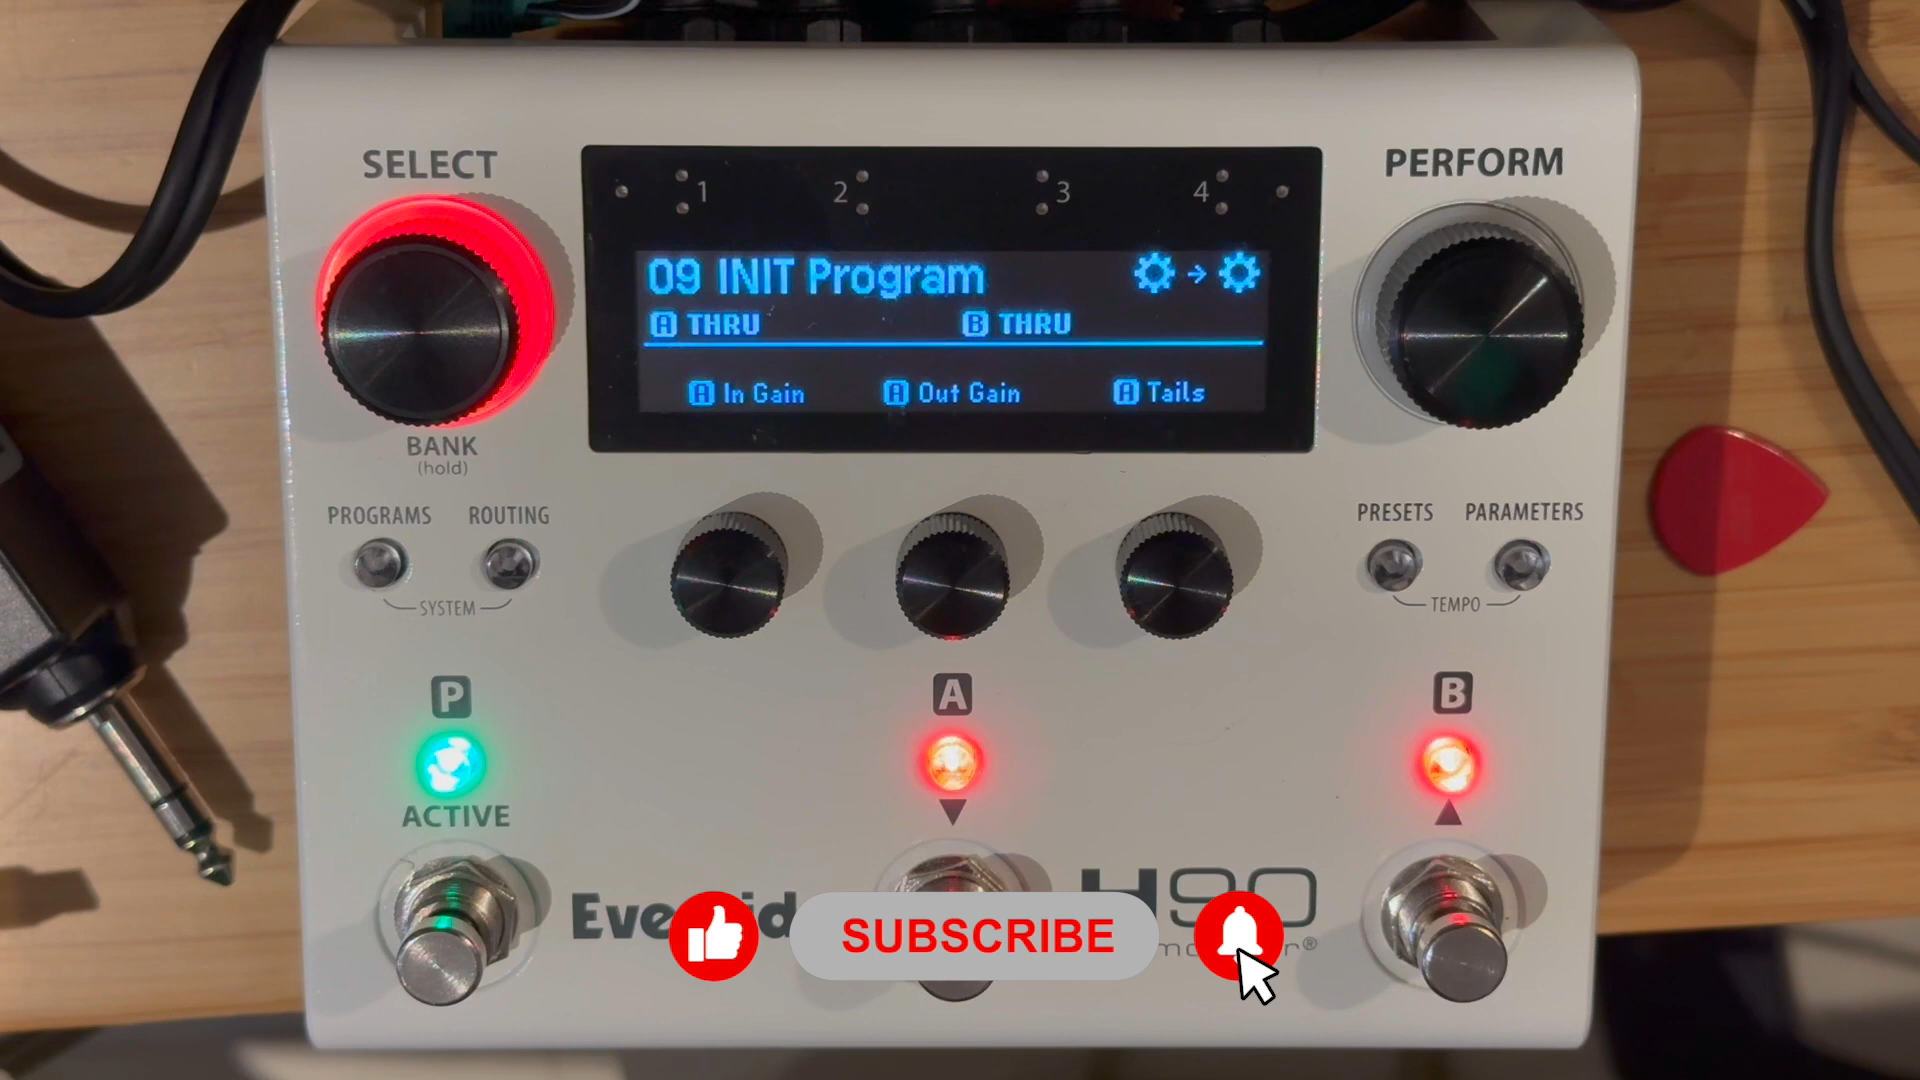 SELECT
PERFORM
1 2 3 4
09 INIT Program
A THRU B THRU
A In Gain A Out Gain A Tails
BANK
(hold)
PROGRAMS ROUTING
PRESETS PARAMETERS
SYSTEM
TEMPO
P A B
ACTIVE
H90
SUBSCRIBE